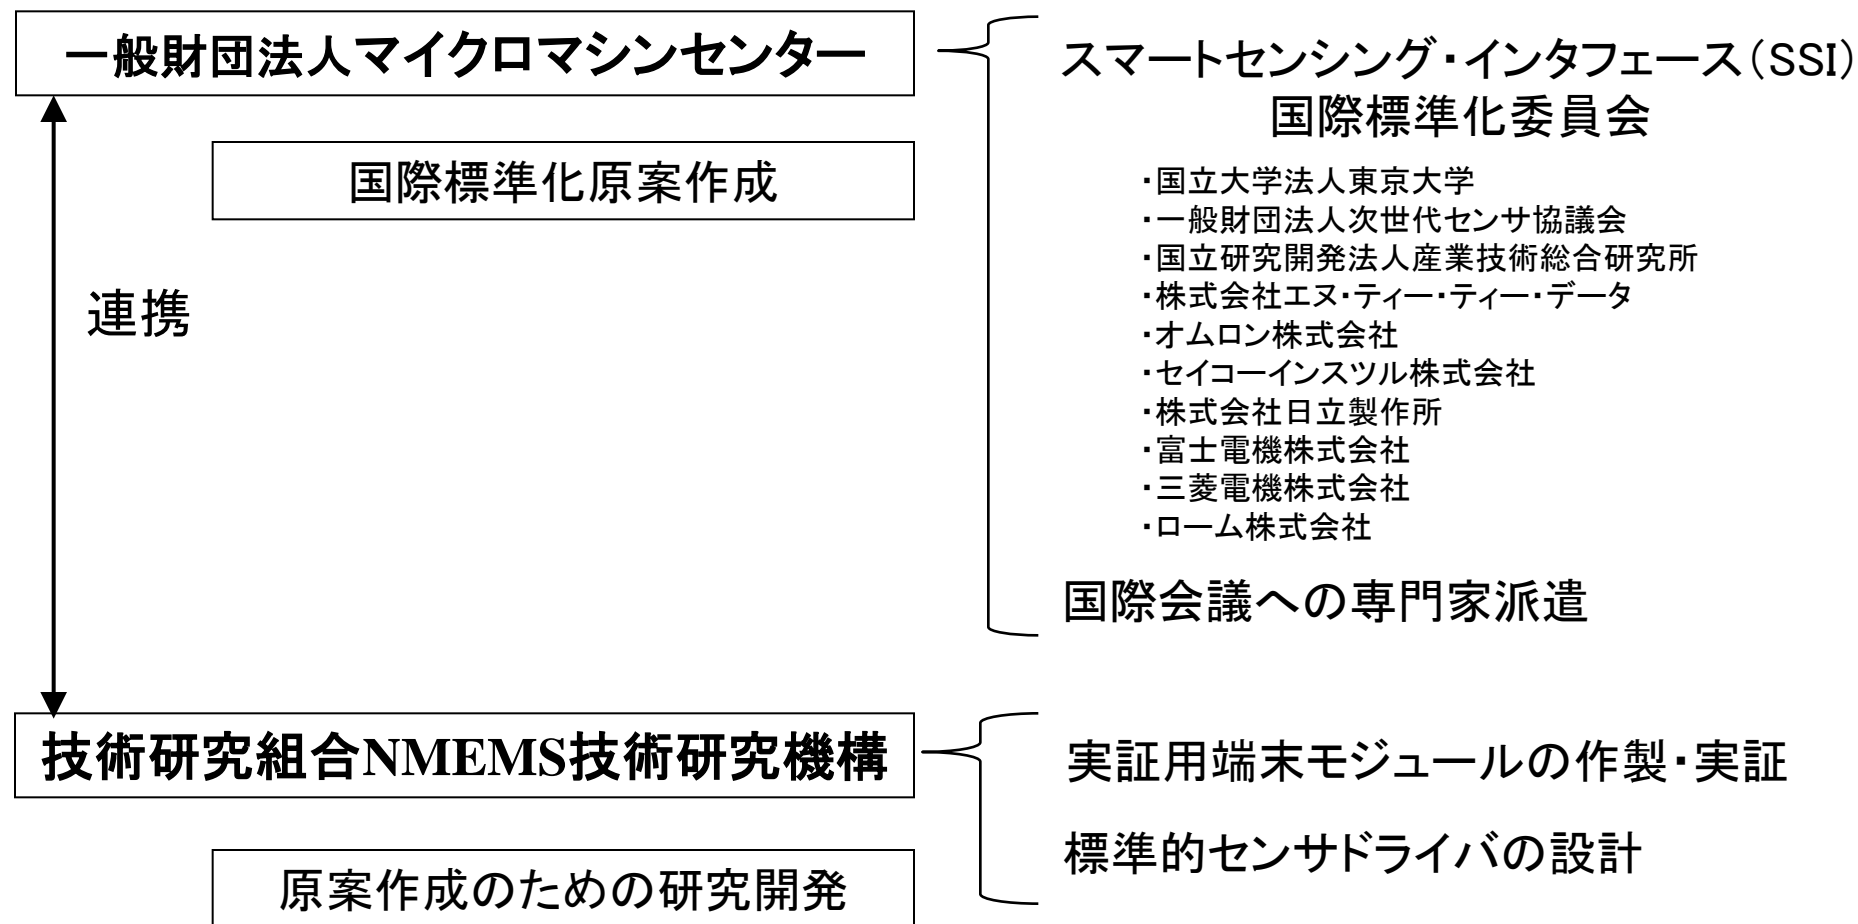 一般財団法人マイクロマシンセンター
国際標準化原案作成
連携
スマートセンシング・インタフェース(SSI)
国際標準化委員会
・国立大学法人東京大学
・一般財団法人次世代センサ協議会
・国立研究開発法人産業技術総合研究所
・株式会社エヌ・ティー・ティー・データ
・オムロン株式会社
・セイコーインスツル株式会社
・株式会社日立製作所
・富士電機株式会社
・三菱電機株式会社
・ローム株式会社
国際会議への専門家派遣
技術研究組合NMEMS技術研究機構
原案作成のための研究開発
実証用端末モジュールの作製・実証
標準的センサドライバの設計